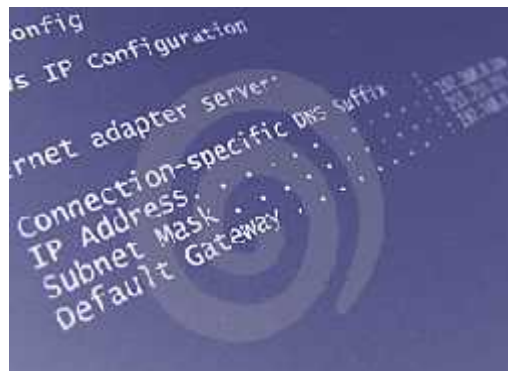 onfig
s IP Configuration
rnet adapter server:
Connection-specific DNS Suffix . . . . .
IP Address. . . . . . . . . . . .
Subnet Mask . . . . . . . . . . .
Default Gateway . . . . . . . . .